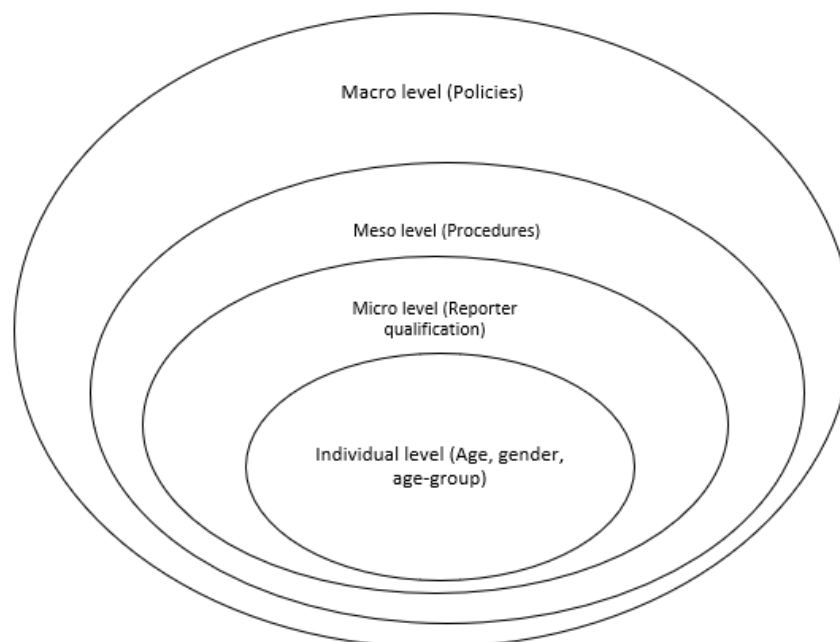 Macro level (Policies)
Meso level (Procedures)
Micro level (Reporter
qualification)
Individual level (Age, gender,
age-group)